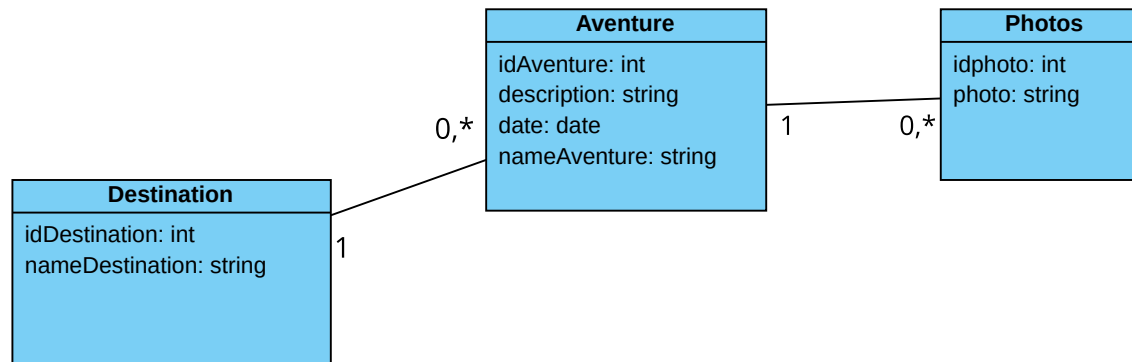 Aventure
idAventure: int
description: string
date: date
nameAventure: string
Photos
idphoto: int
photo: string
1
0,*
0,*
1
Destination
idDestination: int
nameDestination: string